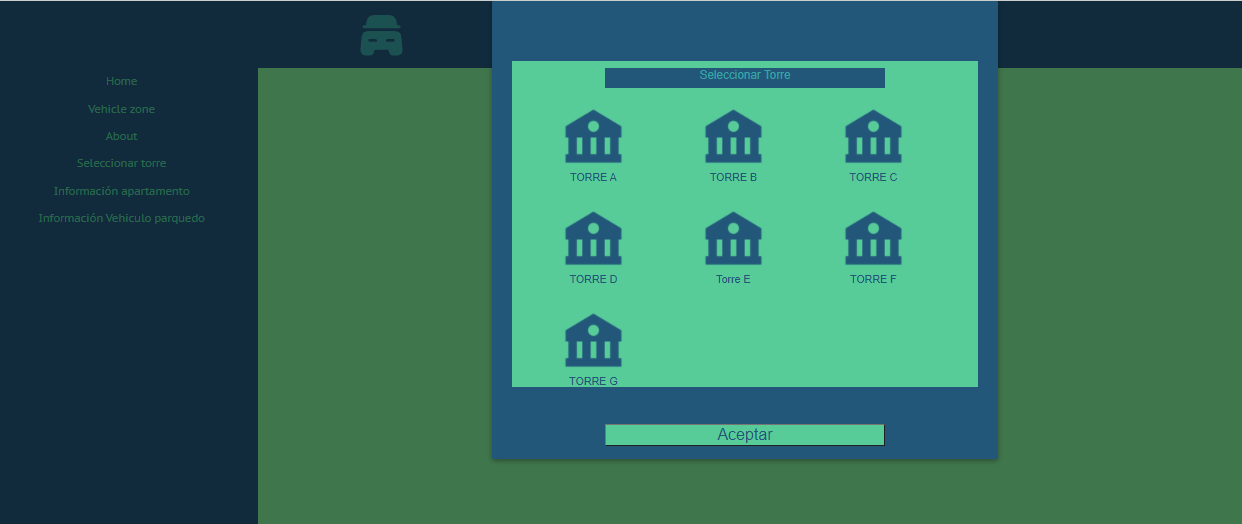 Home
Vehicle zone
About
Seleccionar torre
Información apartamento
Información Vehiculo parquedo
Seleccionar Torre
TORRE A
TORRE B
TORRE C
TORRE D
Torre E
TORRE F
TORRE G
Aceptar